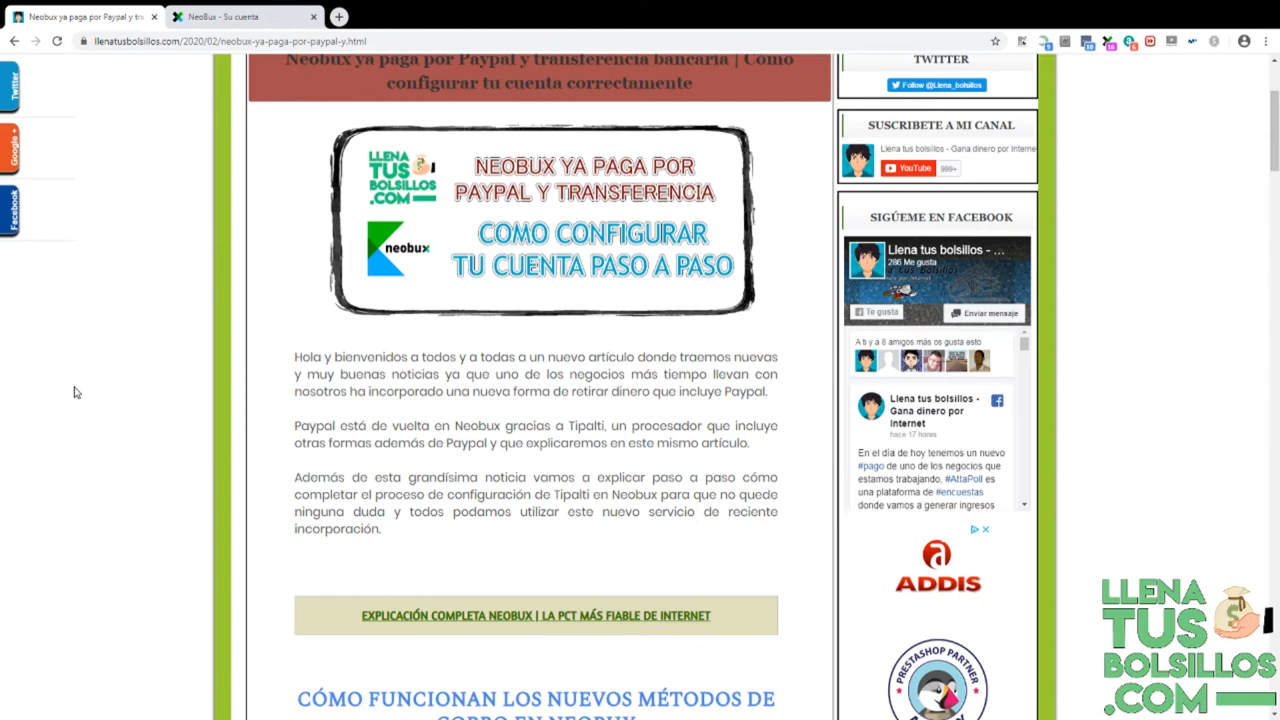 Neobux ya paga por Paypal y tra
NeoBux - Su cuenta
llenatusbolsillos.com/2020/02/neobux-ya-paga-por-paypal-y.html
Twitter
Google +
Facebook
Neobux ya paga por Paypal y transferencia bancaria | Como
configurar tu cuenta correctamente
LLENA
TUS
BOLSILLOS
.COM
NEOBUX YA PAGA POR
PAYPAL Y TRANSFERENCIA
neobux
COMO CONFIGURAR
TU CUENTA PASO A PASO
Hola y bienvenidos a todos y a todas a un nuevo artículo donde traemos nuevas
y muy buenas noticias ya que uno de los negocios más tiempo llevan con
nosotros ha incorporado una nueva forma de retirar dinero que incluye Paypal.
Paypal está de vuelta en Neobux gracias a Tipalti, un procesador que incluye
otras formas además de Paypal y que explicaremos en este mismo artículo.
Además de esta grandísima noticia vamos a explicar paso a paso cómo
completar el proceso de configuración de Tipalti en Neobux para que no quede
ninguna duda y todos podamos utilizar este nuevo servicio de reciente
incorporación.
EXPLICACIÓN COMPLETA NEOBUX | LA PCT MÁS FIABLE DE INTERNET
CÓMO FUNCIONAN LOS NUEVOS MÉTODOS DE
COBRO EN NEOBUX
TWITTER
Follow @Llena_bolsillos
SUSCRIBETE A MI CANAL
Llena tus bolsillos - Gana dinero por Interne
YouTube 999+
SIGÚEME EN FACEBOOK
Llena tus bolsillos - ...
286 Me gusta
Te gusta
Enviar mensaje
A ti y a 8 amigos más os gusta esto
Llena tus bolsillos -
Gana dinero por
Internet
hace 17 horas
En el día de hoy tenemos un nuevo
#pago de uno de los negocios que
estamos trabajando, #AttaPoll es
una plataforma de #encuestas
donde vamos a generar ingresos
ADDIS
PRESTASHOP PARTNER
LLENA
TUS
BOLSILLOS
.COM